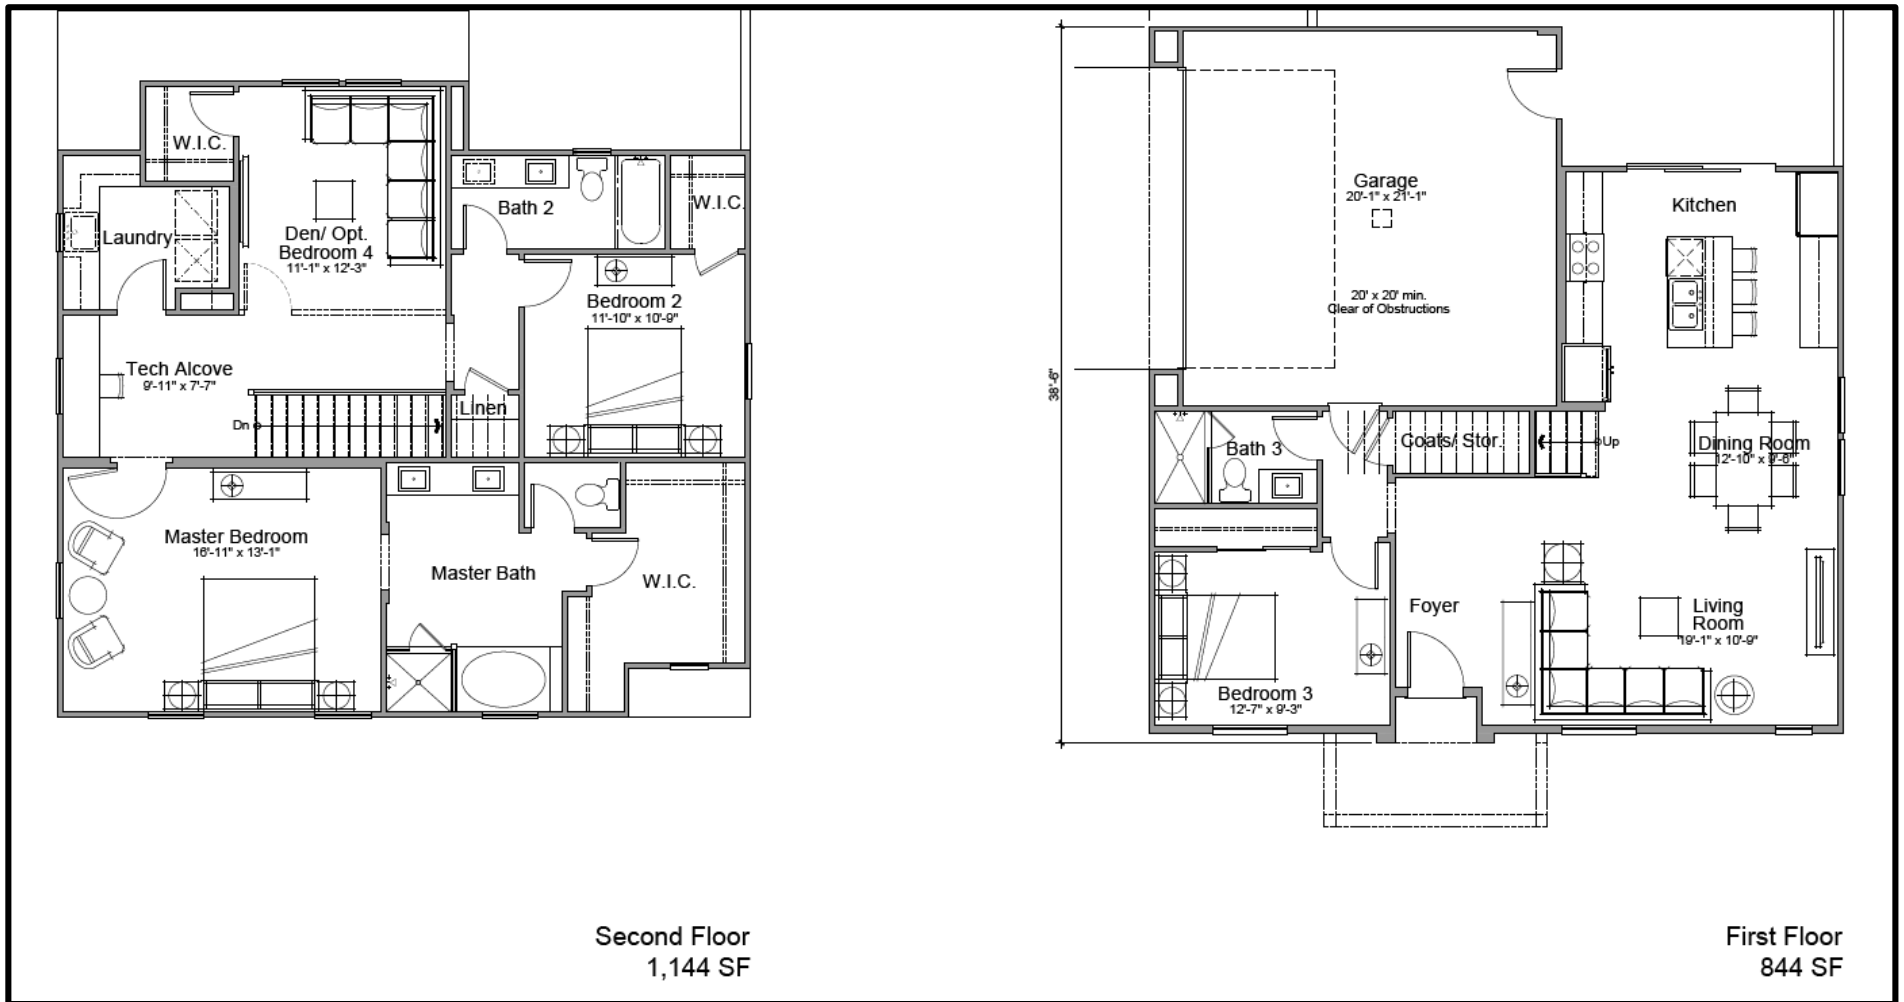 W.I.C.
Laundry
Den/ Opt.
Bedroom 4
11'-1" x 12'-3"
Bath 2
W.I.C.
Bedroom 2
11'-10" x 10'-9"
Tech Alcove
9'-11" x 7'-7"
Dn
Linen
Master Bedroom
16'-11" x 13'-1"
Master Bath
W.I.C.
Second Floor
1,144 SF
38'-6"
Garage
20'-1" x 21'-1"
20' x 20' min.
Clear of Obstructions
Kitchen
Bath 3
Coats/ Stor.
Up
Dining Room
12'-10" x 9'-6"
Foyer
Living
Room
19'-1" x 10'-9"
Bedroom 3
12'-7" x 9'-3"
First Floor
844 SF